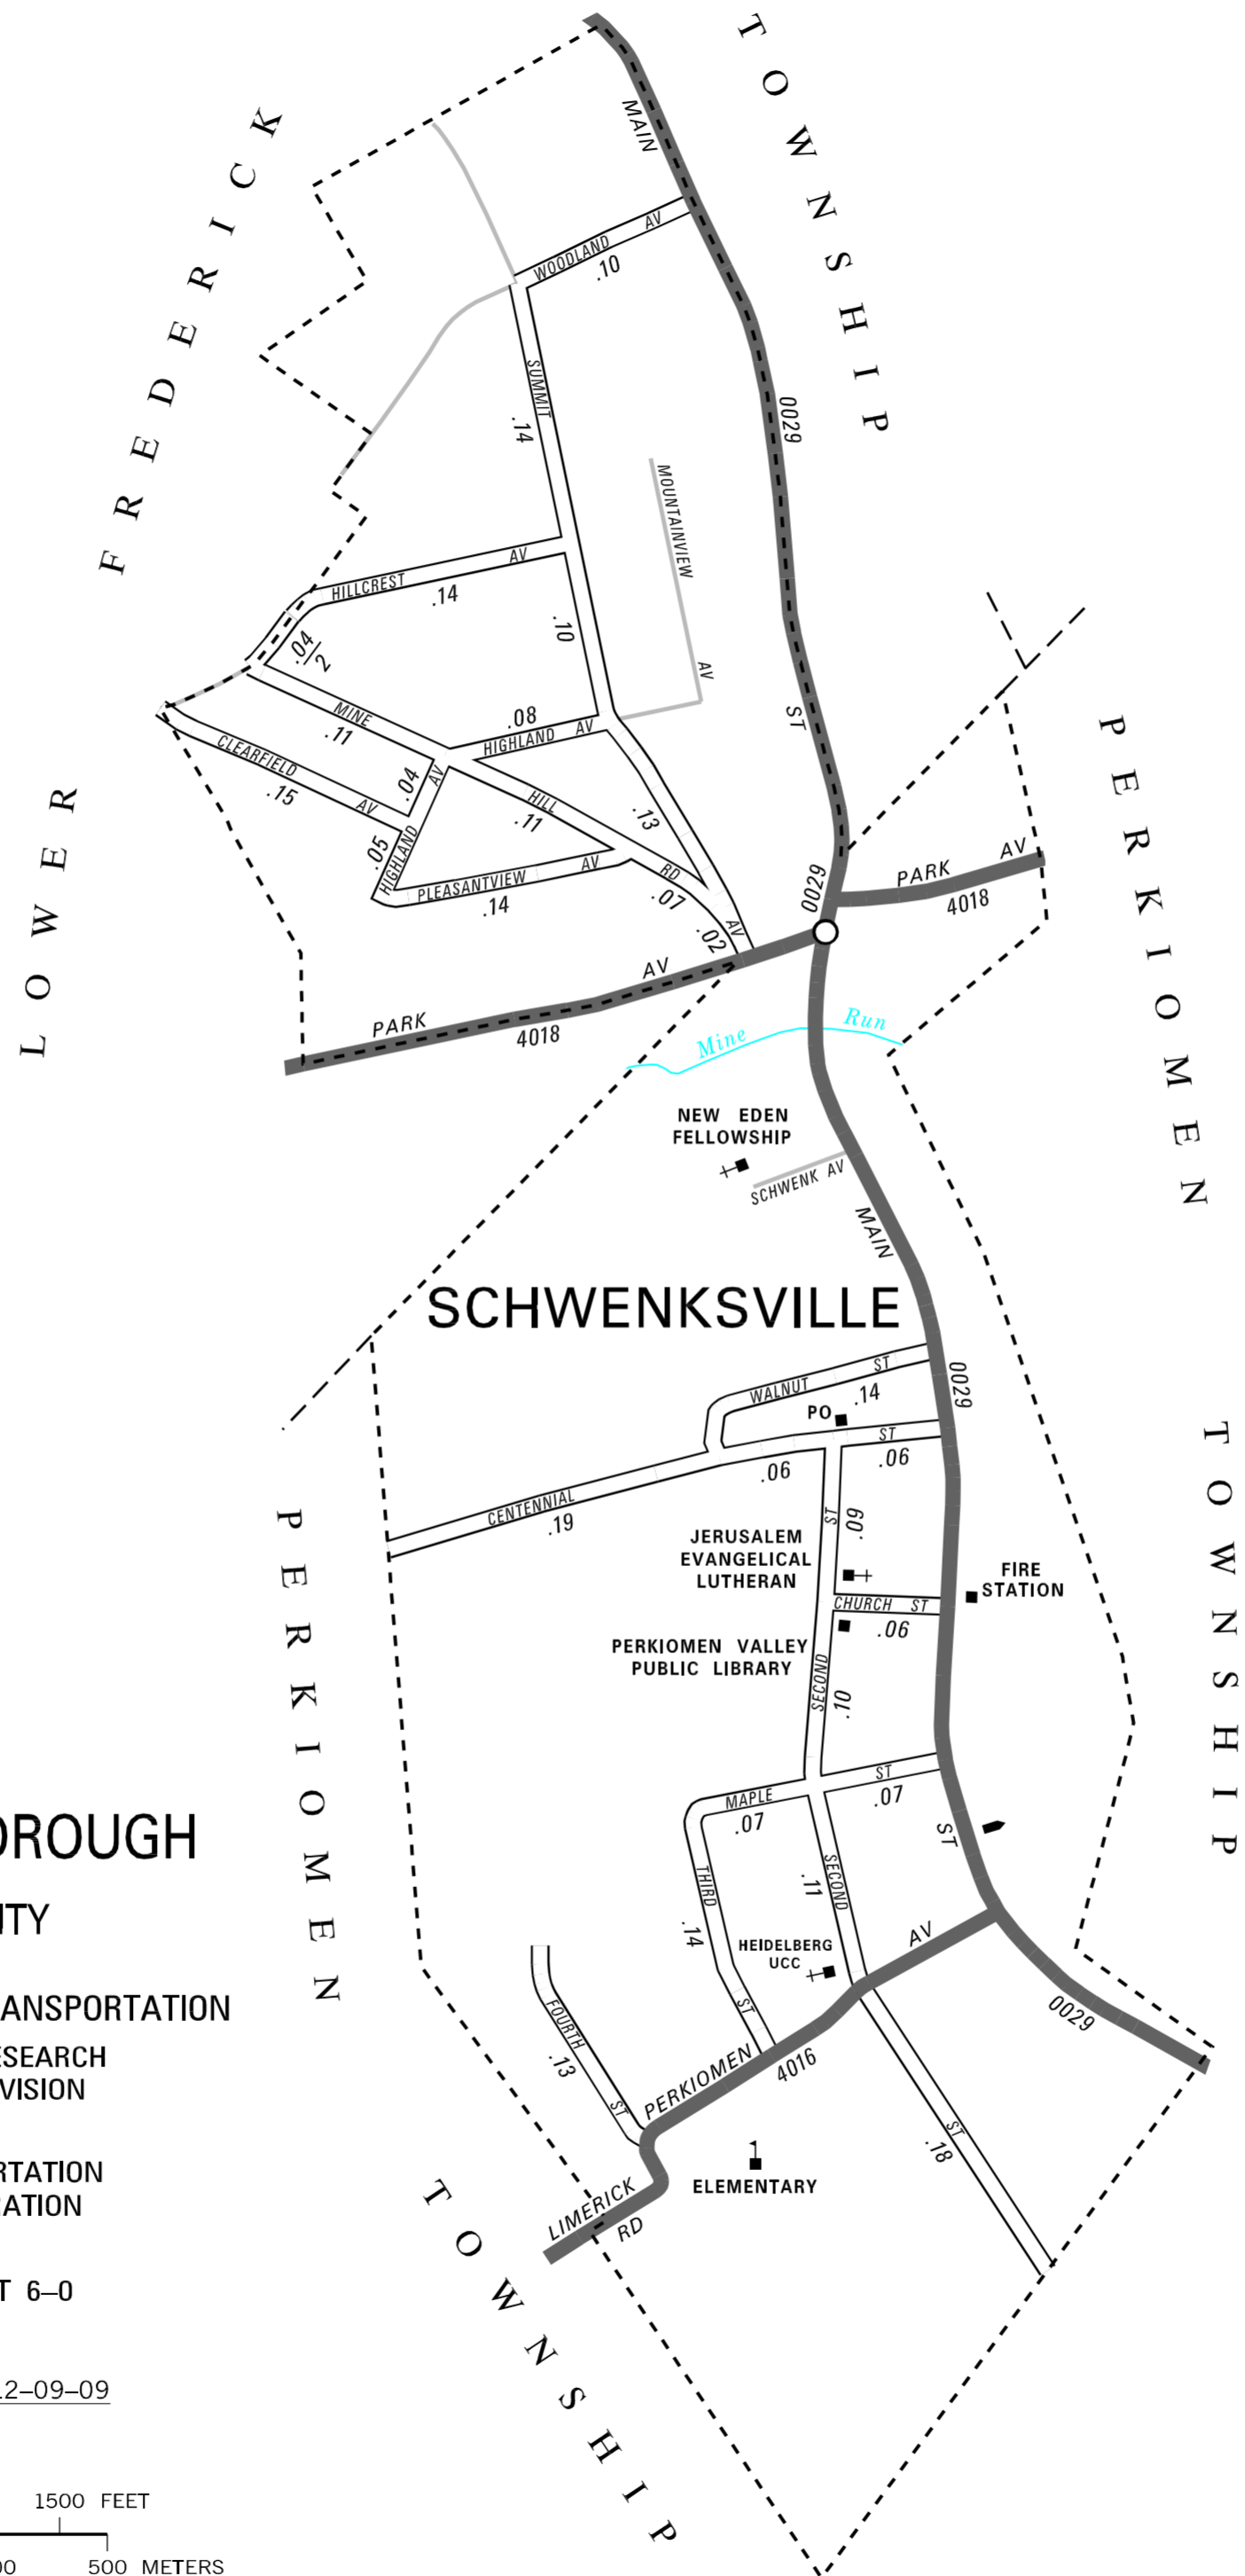 TOWNSHIP
FREDERICK
LOWER
MAIN
WOODLAND AV
.10
SUMMIT
.14
0029
MOUNTAINVIEW
AV
HILLCREST AV
.14
.04/2
.10
ST
MINE
.11
.08
HIGHLAND AV
CLEARFIELD AV
.15
.04
AV
HILL
.11
.13
.05
HIGHLAND
PLEASANTVIEW AV
.14
RD
.07
.02
AV
0029
PARK AV
4018
PERKIOMEN
PARK AV
4018
Mine Run
NEW EDEN
FELLOWSHIP
SCHWENK AV
MAIN
SCHWENKSVILLE
WALNUT ST
.14
0029
PO
ST
.06
.06
CENTENNIAL
.19
ST
.09
JERUSALEM
EVANGELICAL
LUTHERAN
FIRE
STATION
CHURCH ST
.06
PERKIOMEN VALLEY
PUBLIC LIBRARY
SECOND
.10
TOWNSHIP
PERKIOMEN
MAPLE
.07
ST
.07
ST
THIRD
.14
ST
.11
SECOND
HEIDELBERG
UCC
AV
0029
FOURTH
.13
ST
PERKIOMEN
4016
ST
.18
ELEMENTARY
LIMERICK
RD
TOWNSHIP
OROUGH
ITY
ANSPORTATION
ESEARCH
VISION
RTATION
RATION
T 6–0
12–09–09
1500 FEET
00
500 METERS